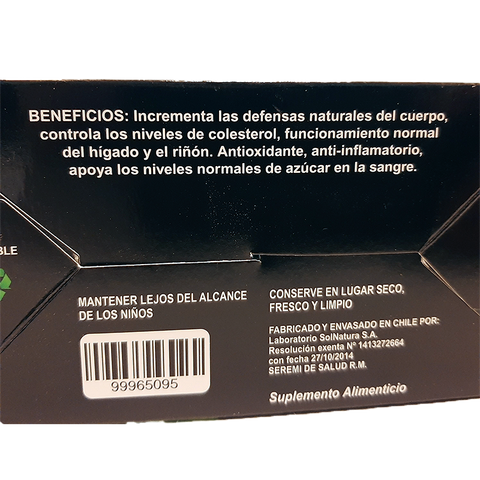 BENEFICIOS: Incrementa las defensas naturales del cuerpo,
controla los niveles de colesterol, funcionamiento normal
del hígado y el riñón. Antioxidante, anti-inflamatorio,
apoya los niveles normales de azúcar en la sangre.
BLE
MANTENER LEJOS DEL ALCANCE
DE LOS NIÑOS
99965095
CONSERVE EN LUGAR SECO,
FRESCO Y LIMPIO
FABRICADO Y ENVASADO EN CHILE POR:
Laboratorio SolNatura S.A.
Resolución exenta Nº 1413272664
con fecha 27/10/2014
SEREMI DE SALUD R.M.
Suplemento Alimenticio